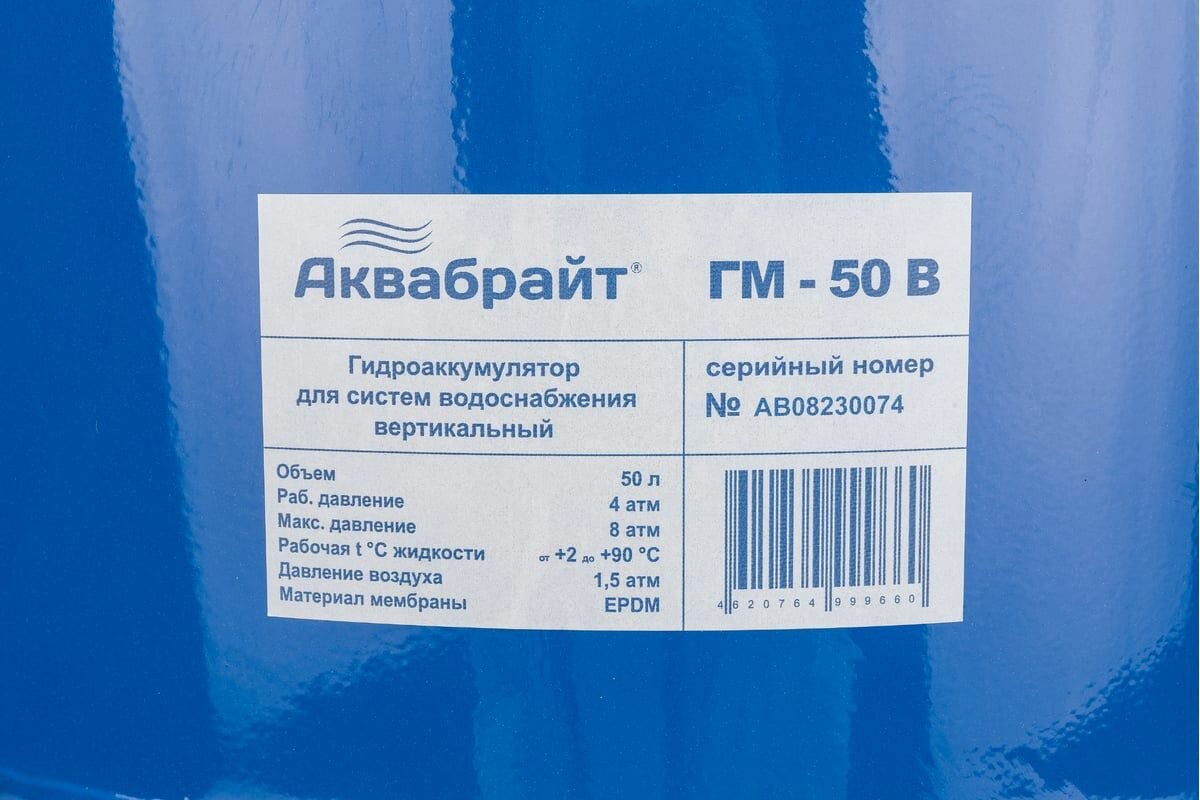 Аквабрайт®
ГМ - 50 В
Гидроаккумулятор
для систем водоснабжения
вертикальный
серийный номер
№ АВ08230074
Объем 50 л
Раб. давление 4 атм
Макс. давление 8 атм
Рабочая t °C жидкости от +2 до +90 °C
Давление воздуха 1,5 атм
Материал мембраны EPDM
4 620764 999660